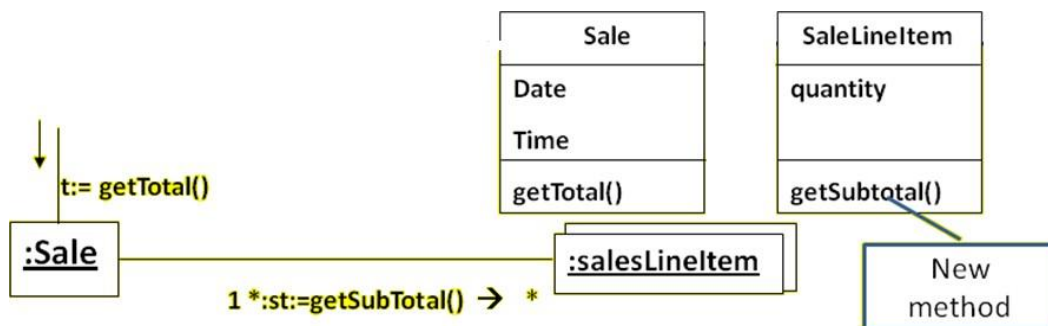 Sale
Date
Time
getTotal()
SaleLineItem
quantity
getSubtotal()
t:= getTotal()
:Sale
:salesLineItem
1 *:st:=getSubTotal() → *
New
method